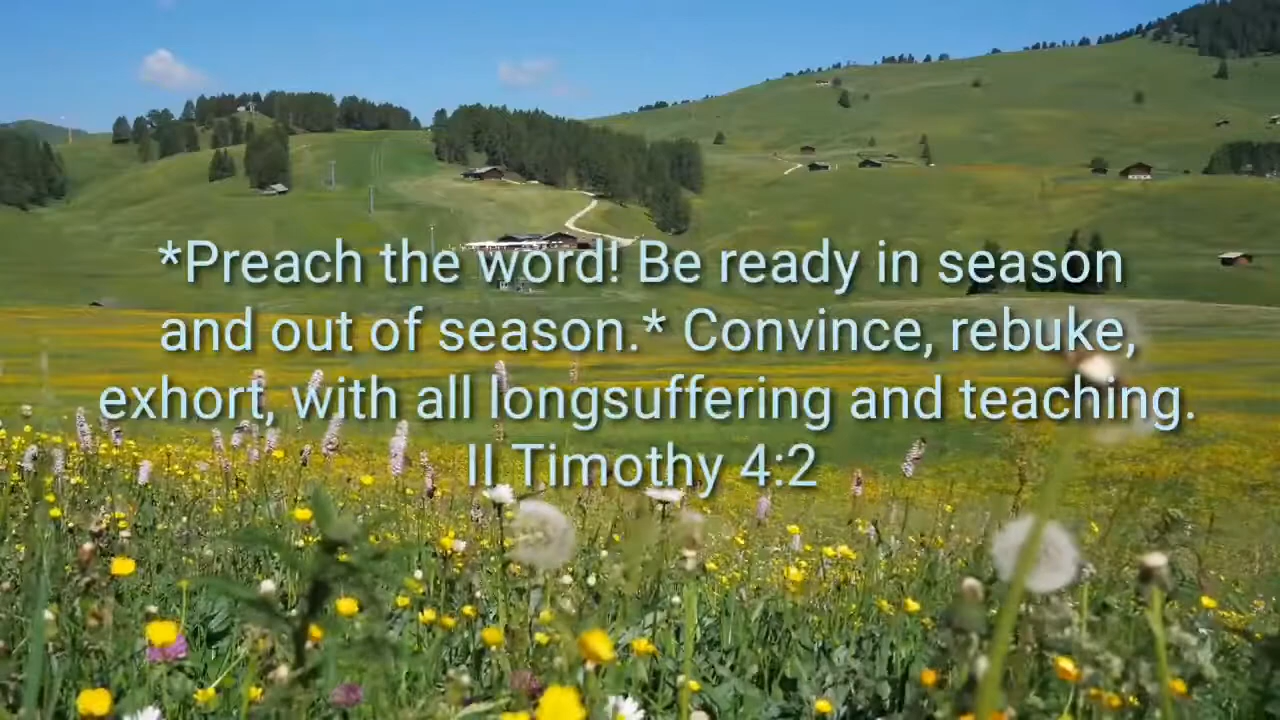 *Preach the word! Be ready in season
and out of season.* Convince, rebuke,
exhort, with all longsuffering and teaching.
II Timothy 4:2